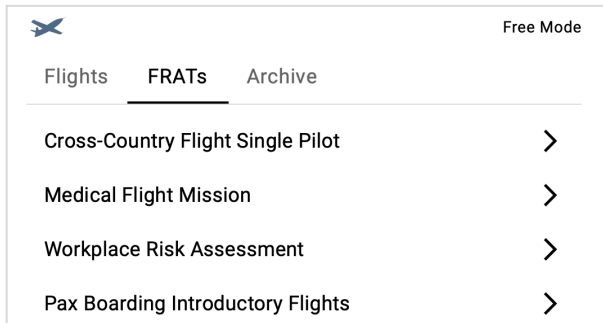 Free Mode
Flights FRATs Archive
Cross-Country Flight Single Pilot
Medical Flight Mission
Workplace Risk Assessment
Pax Boarding Introductory Flights